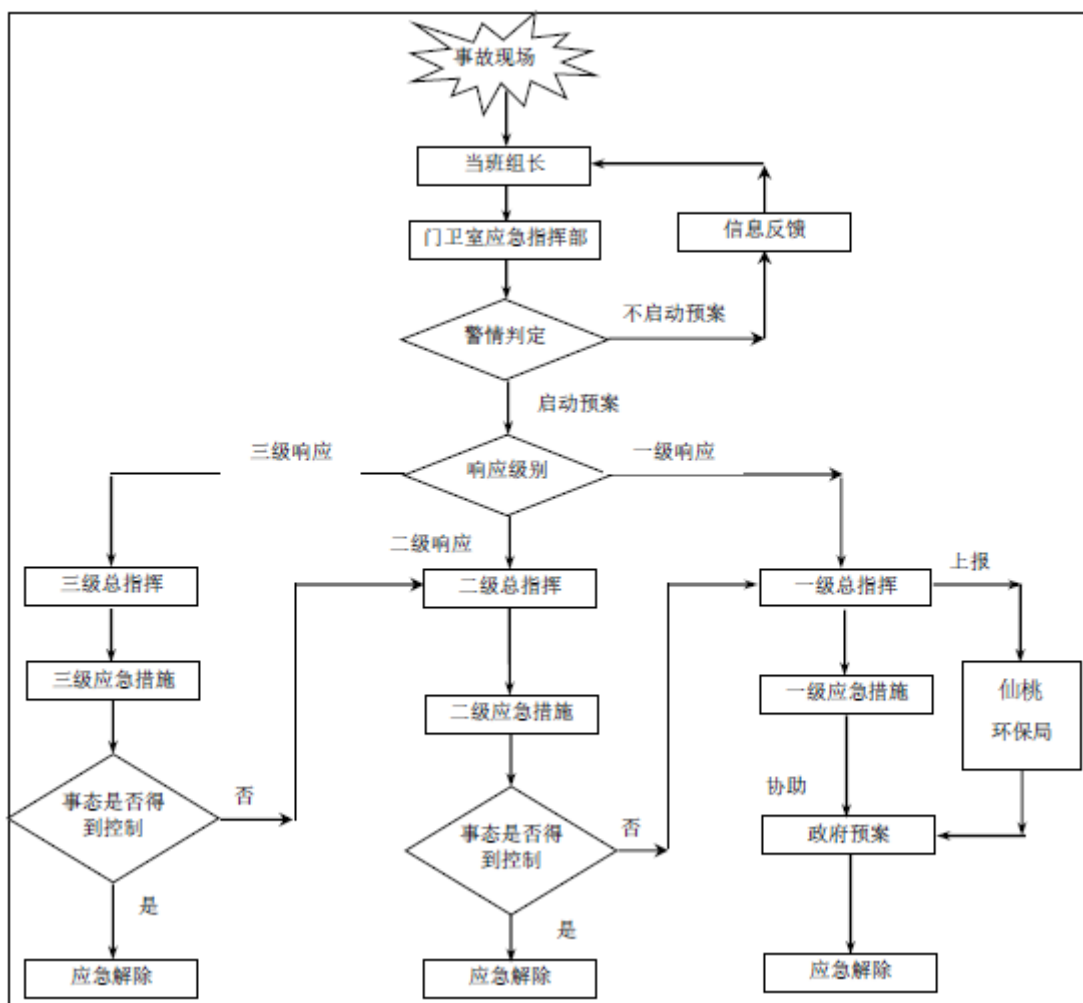 事故现场
当班组长
门卫室应急指挥部
信息反馈
不启动预案
警情判定
启动预案
三级响应
响应级别
一级响应
二级响应
上报
三级总指挥
二级总指挥
一级总指挥
三级应急措施
一级应急措施
仙桃
环保局
二级应急措施
协助
事态是否得
到控制
否
事态是否得
到控制
否
政府预案
是
是
应急解除
应急解除
应急解除